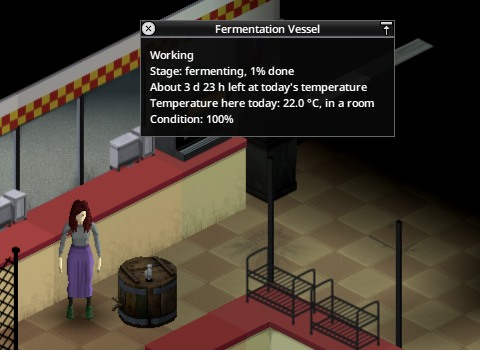 Fermentation Vessel
Working
Stage: fermenting, 1% done
About 3 d 23 h left at today's temperature
Temperature here today: 22.0 °C, in a room
Condition: 100%